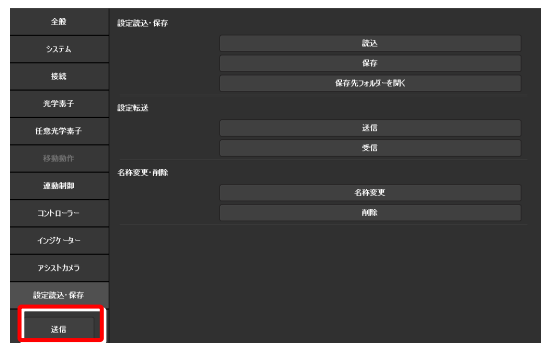 全般
システム
接続
光学素子
任意光学素子
移動動作
連動制御
コントローラー
インジケーター
アシストカメラ
設定読込・保存
送信
設定読込・保存
読込
保存
保存先フォルダーを開く
設定転送
送信
受信
名称変更・削除
名称変更
削除